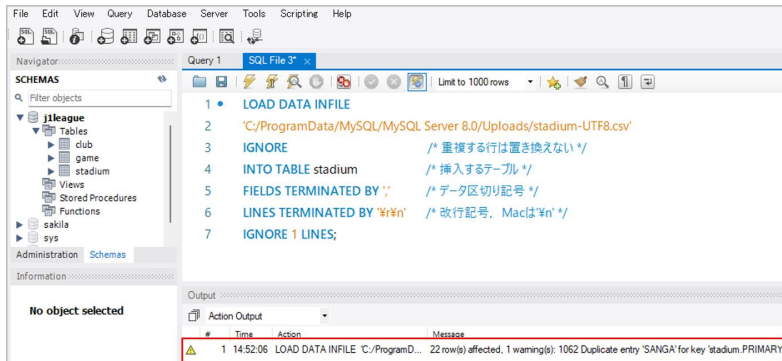 File Edit View Query Database Server Tools Scripting Help
Navigator
Query 1 SQL File 3* ×
SCHEMAS
Filter objects
Limit to 1000 rows
j1league
Tables
club
game
stadium
Views
Stored Procedures
Functions
sakila
sys
Administration Schemas
Information
No object selected
1 LOAD DATA INFILE
2 'C:/ProgramData/MySQL/MySQL Server 8.0/Uploads/stadium-UTF8.csv'
3 IGNORE /* 重複する行は置き換えない */
4 INTO TABLE stadium /* 挿入するテーブル */
5 FIELDS TERMINATED BY ',' /* データ区切り記号 */
6 LINES TERMINATED BY '¥r¥n' /* 改行記号，Macは'¥n' */
7 IGNORE 1 LINES;
Output
Action Output
# Time Action Message
1 14:52:06 LOAD DATA INFILE 'C:/ProgramD... 22 row(s) affected, 1 warning(s): 1062 Duplicate entry 'SANGA' for key 'stadium.PRIMARY